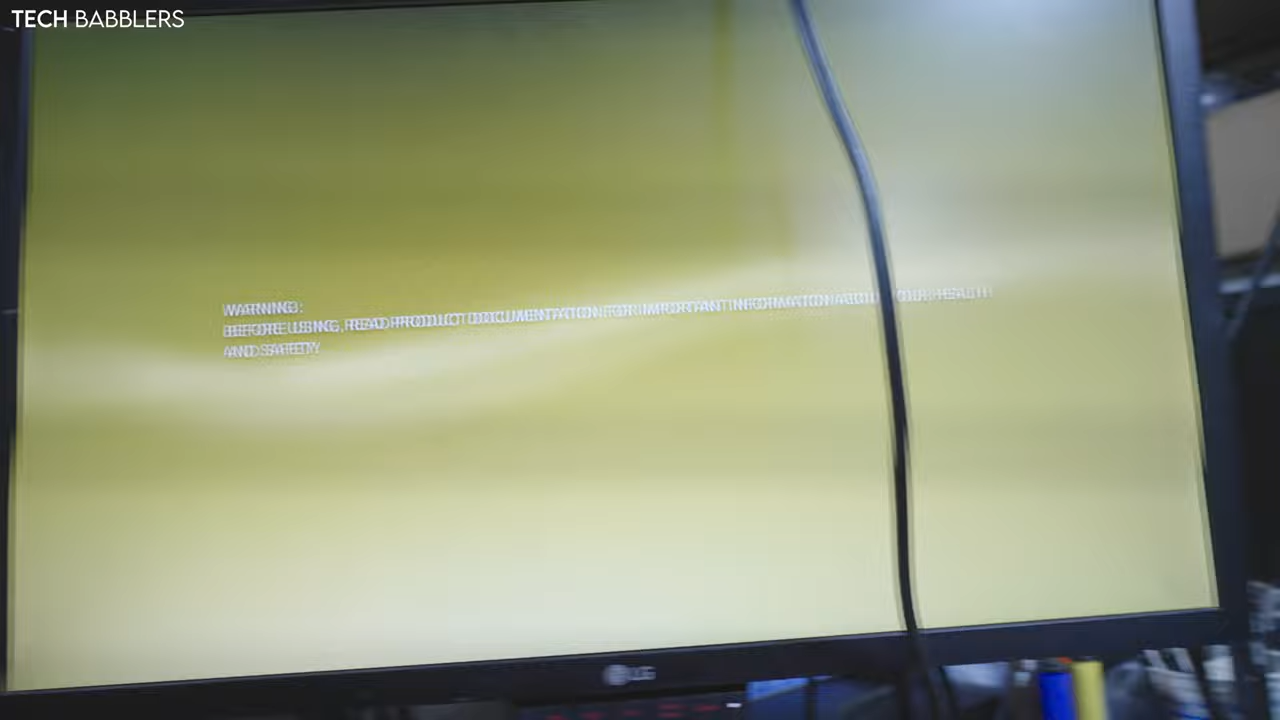 TECH BABBLERS
WARNING:
BEFORE USING, READ PRODUCT DOCUMENTATION FOR IMPORTANT INFORMATION ABOUT YOUR HEALTH
AND SAFETY
LG